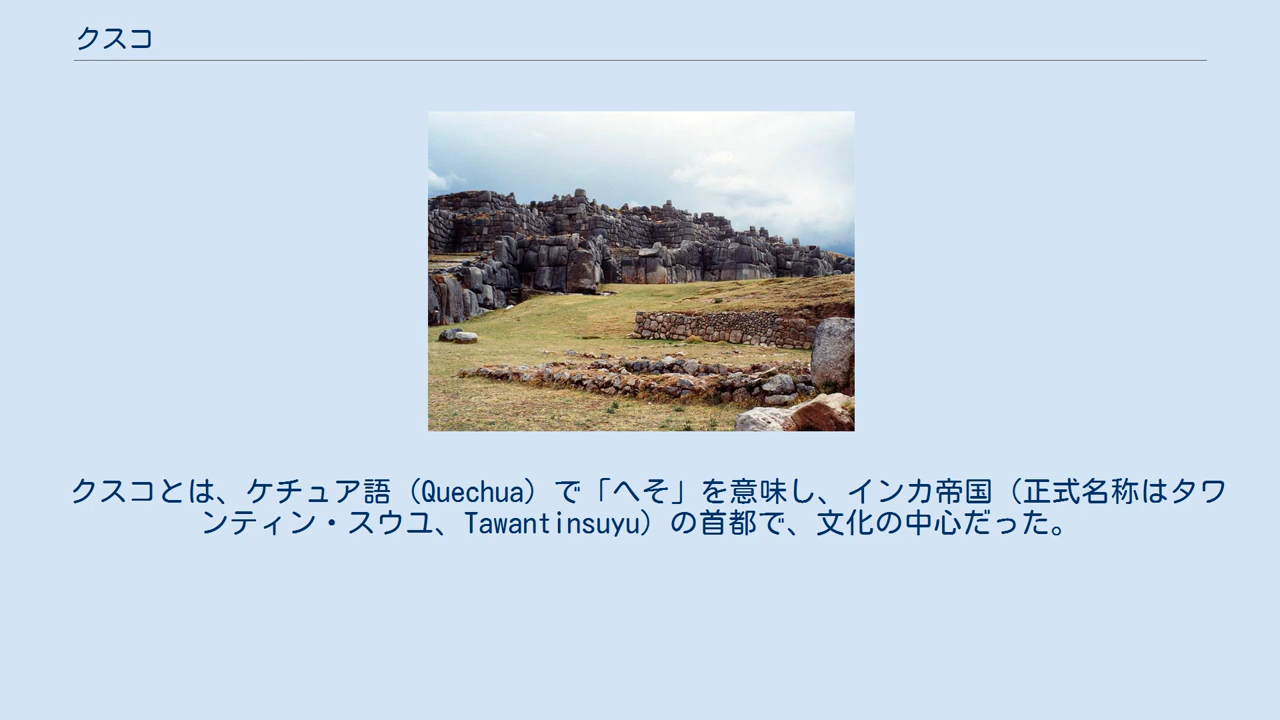 クスコ
クスコとは、ケチュア語（Quechua）で「へそ」を意味し、インカ帝国（正式名称はタワ
ンティン・スウユ、Tawantinsuyu）の首都で、文化の中心だった。